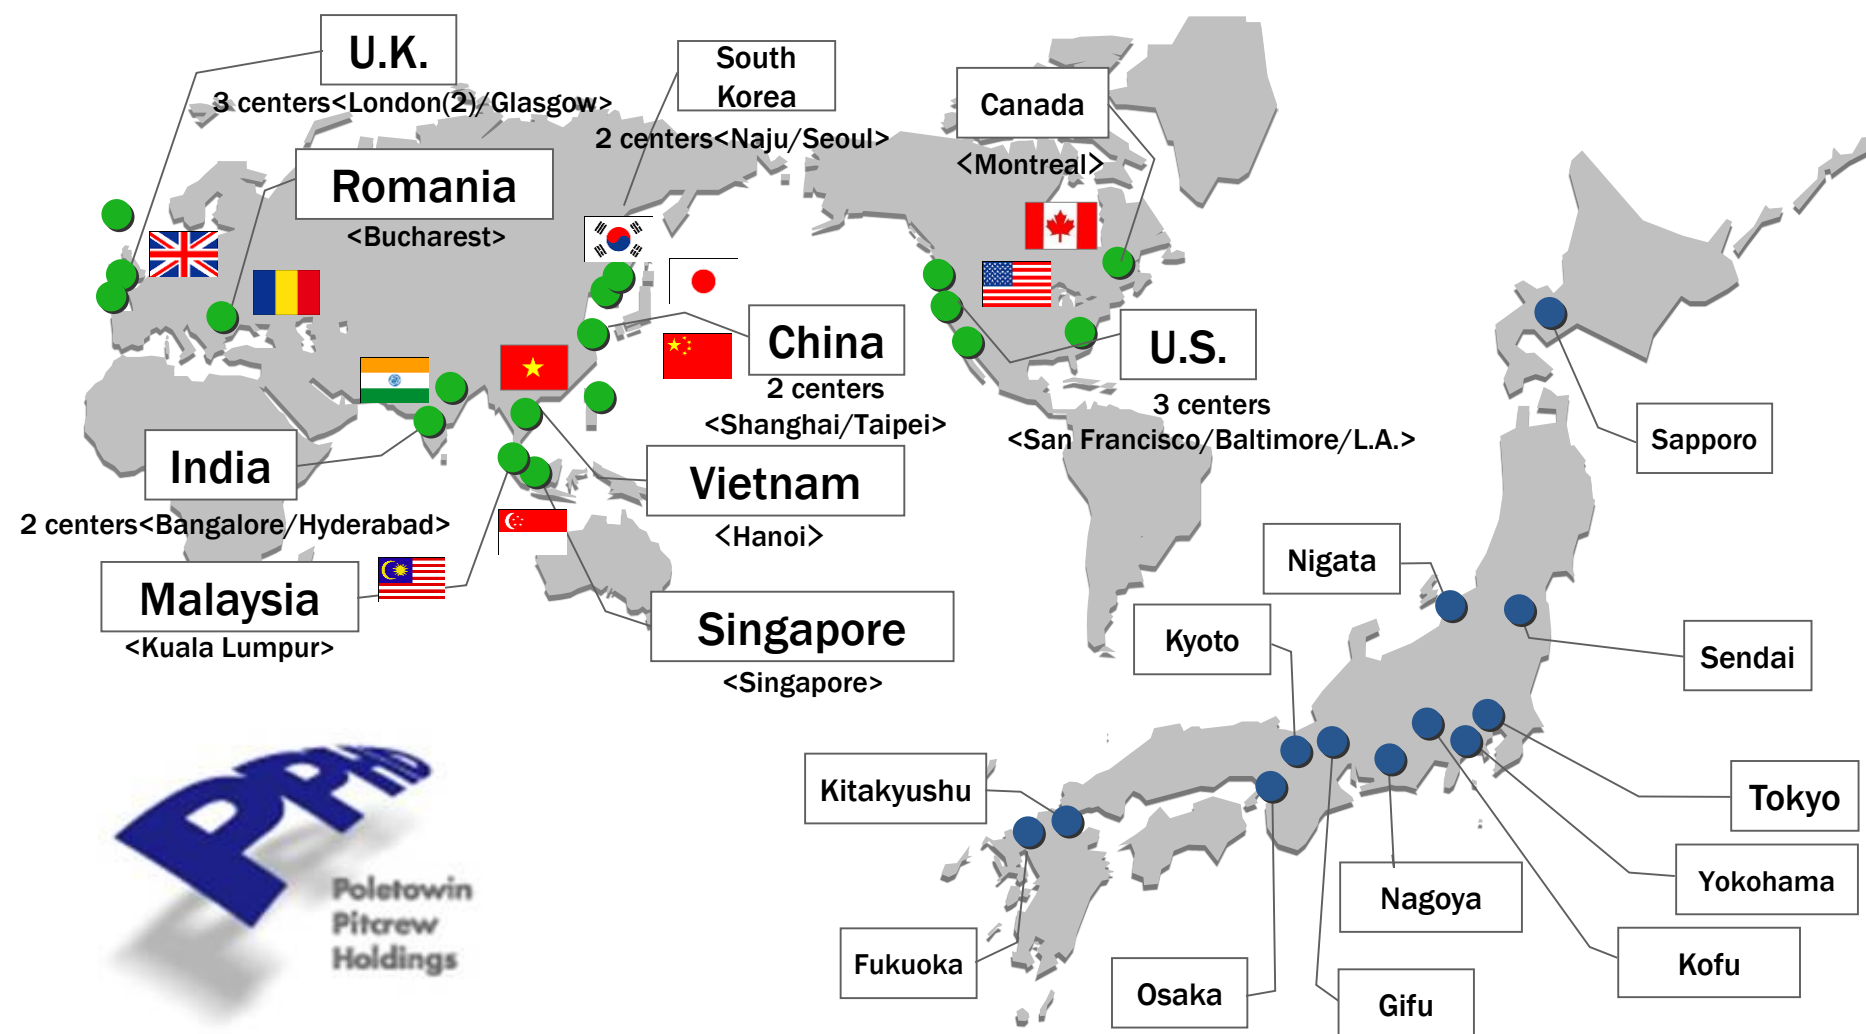 U.K.
3 centers<London(2)/Glasgow>
South
Korea
2 centers<Naju/Seoul>
Canada
<Montreal>
Romania
<Bucharest>
China
2 centers
<Shanghai/Taipei>
U.S.
3 centers
<San Francisco/Baltimore/L.A.>
India
2 centers<Bangalore/Hyderabad>
Vietnam
<Hanoi>
Malaysia
<Kuala Lumpur>
Singapore
<Singapore>
Sapporo
Nigata
Kyoto
Sendai
Kitakyushu
Tokyo
Yokohama
Nagoya
Fukuoka
Kofu
Osaka
Gifu
PPHD
Poletowin
Pitcrew
Holdings